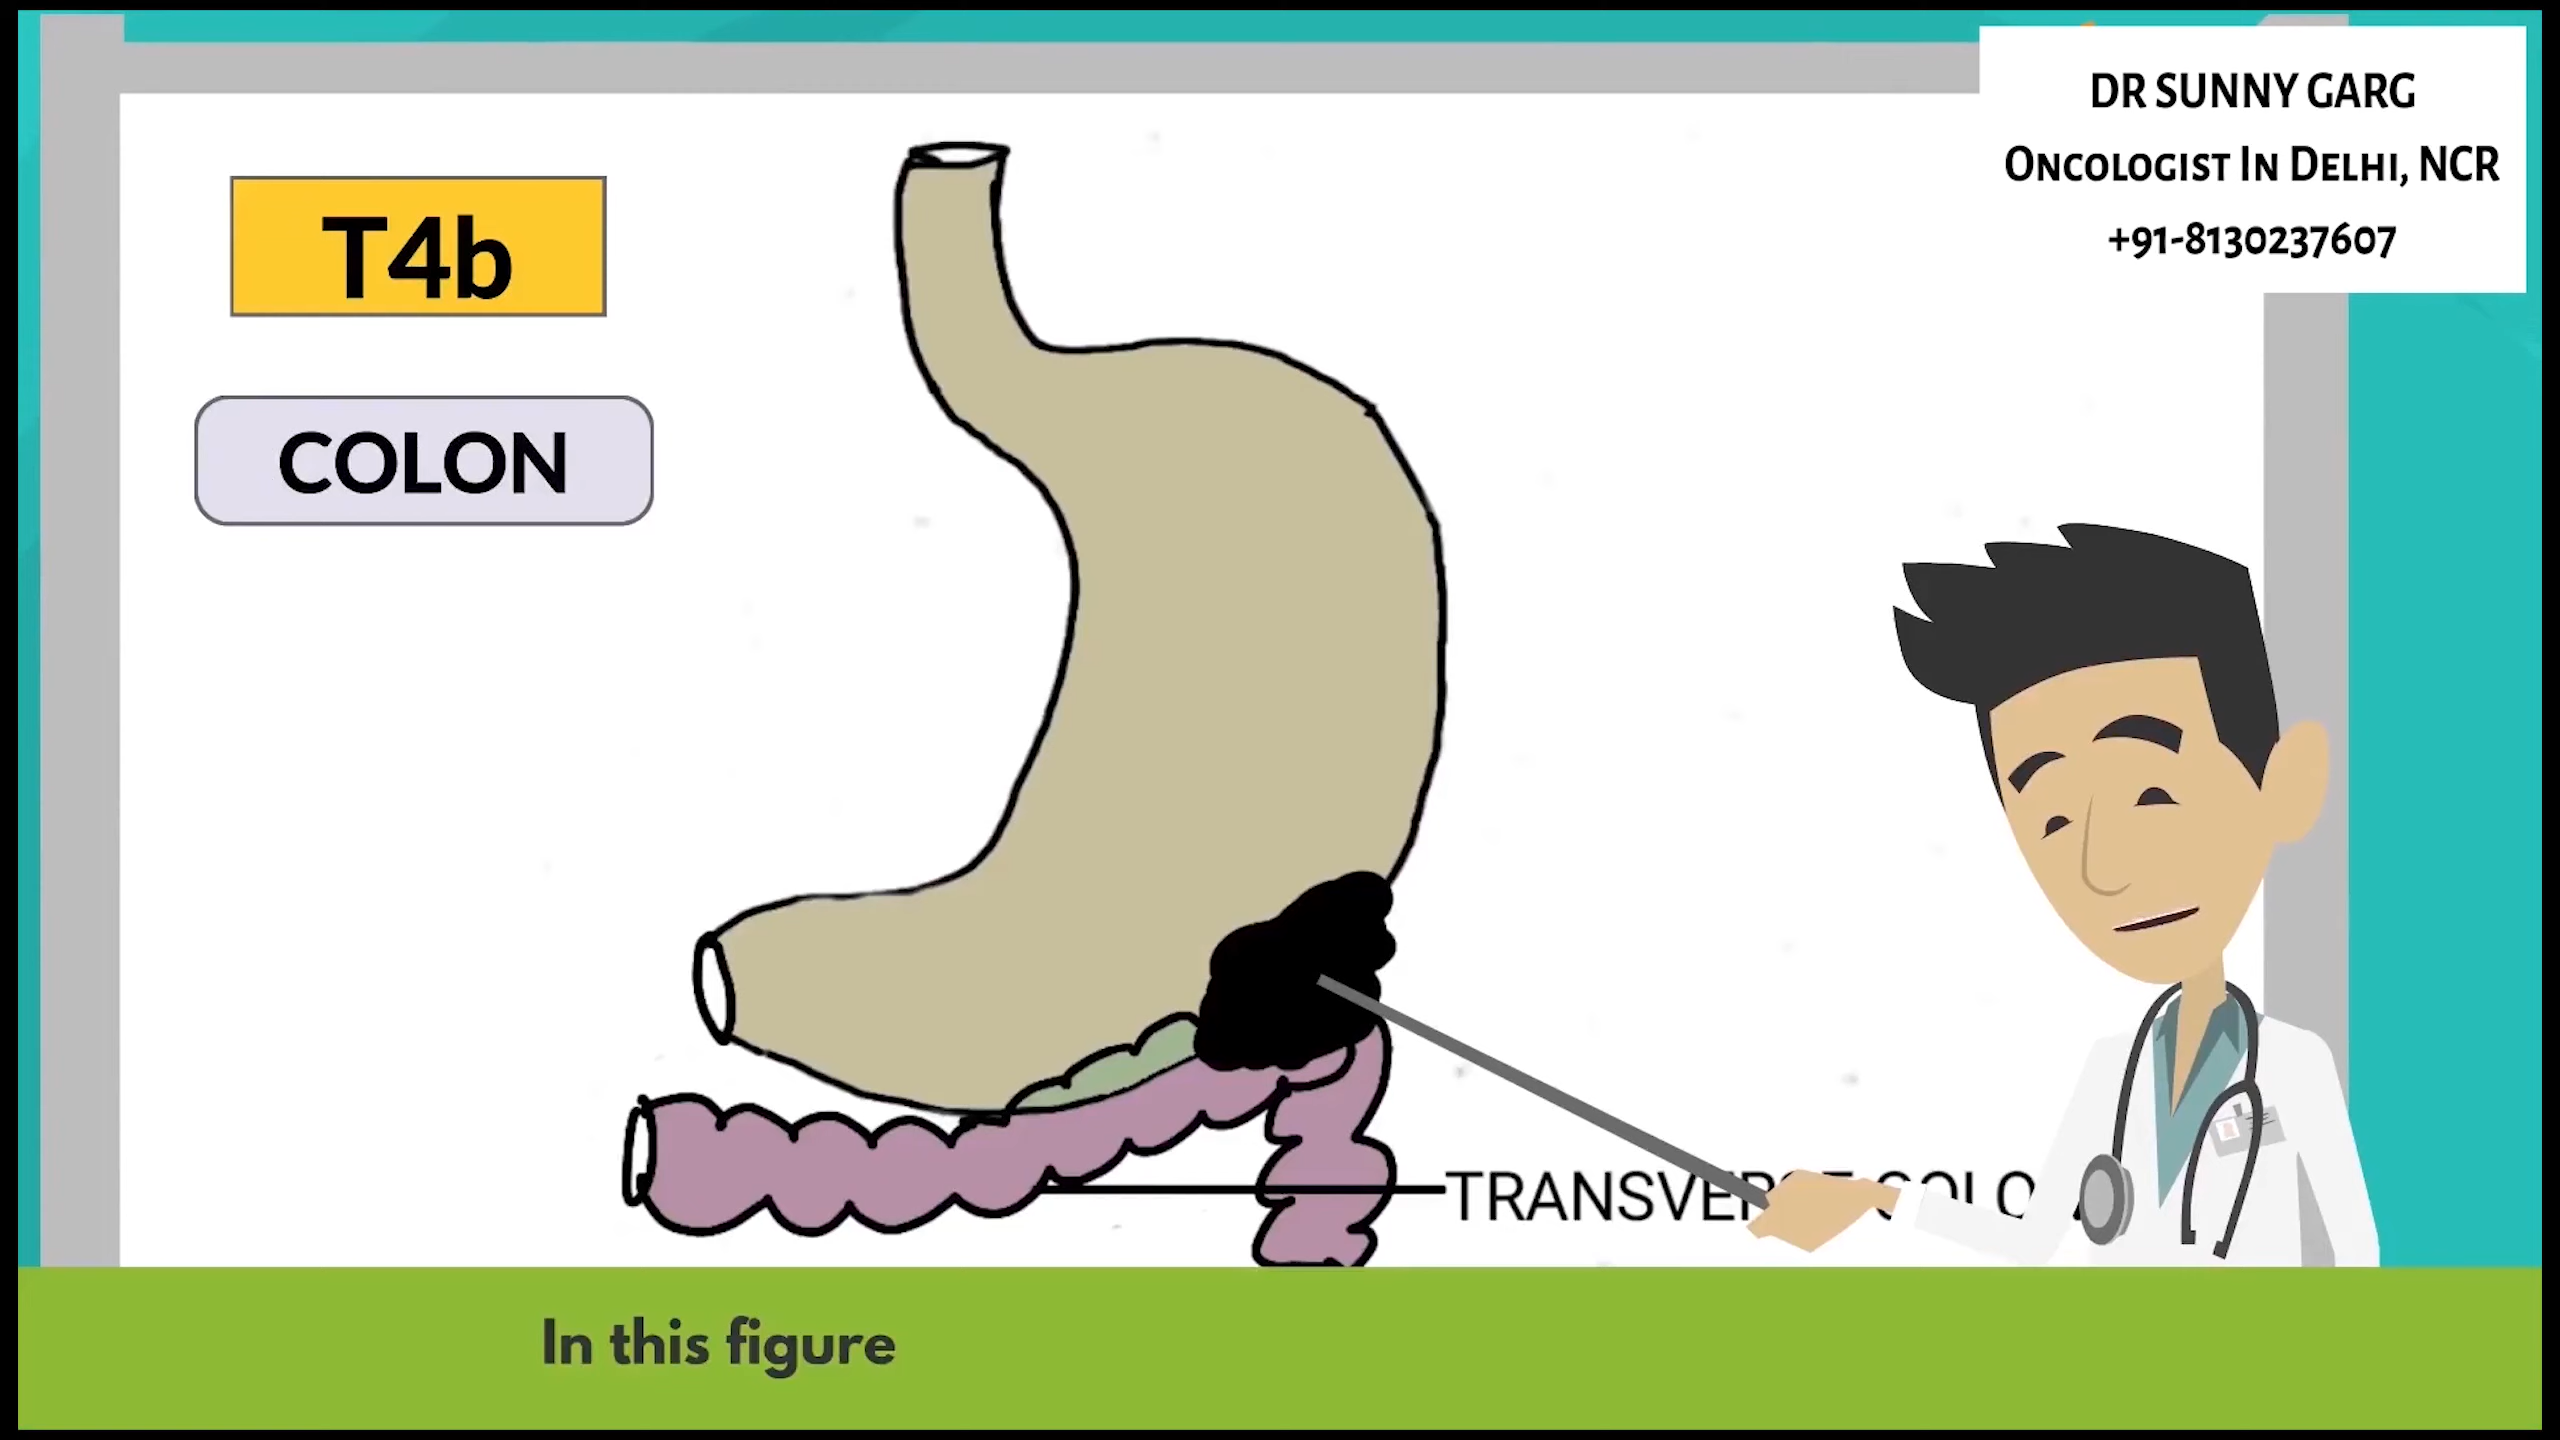 DR SUNNY GARG
ONCOLOGIST IN DELHI, NCR
+91-8130237607
T4b
COLON
In this figure